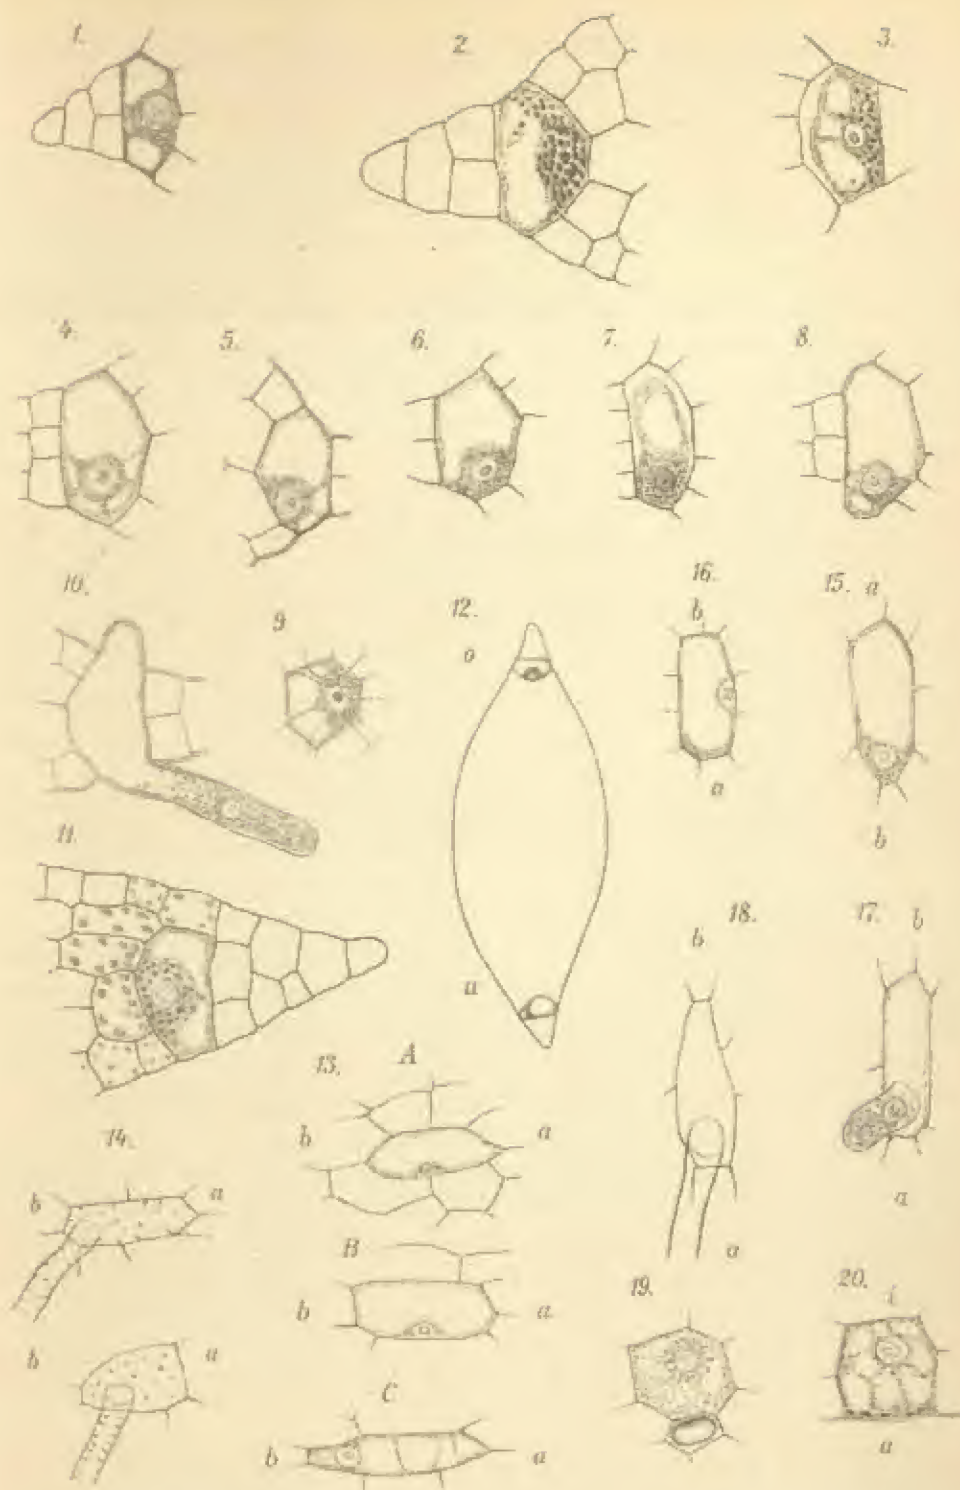 1. 2. 3.
4. 5. 6. 7. 8.
10. 9 12. 16. 15. a
o b
a
b
11.
u b 18. 17. b
13. A
b a
14.
b a
a a
B
b a
19. 20. i
b a
C
b a a